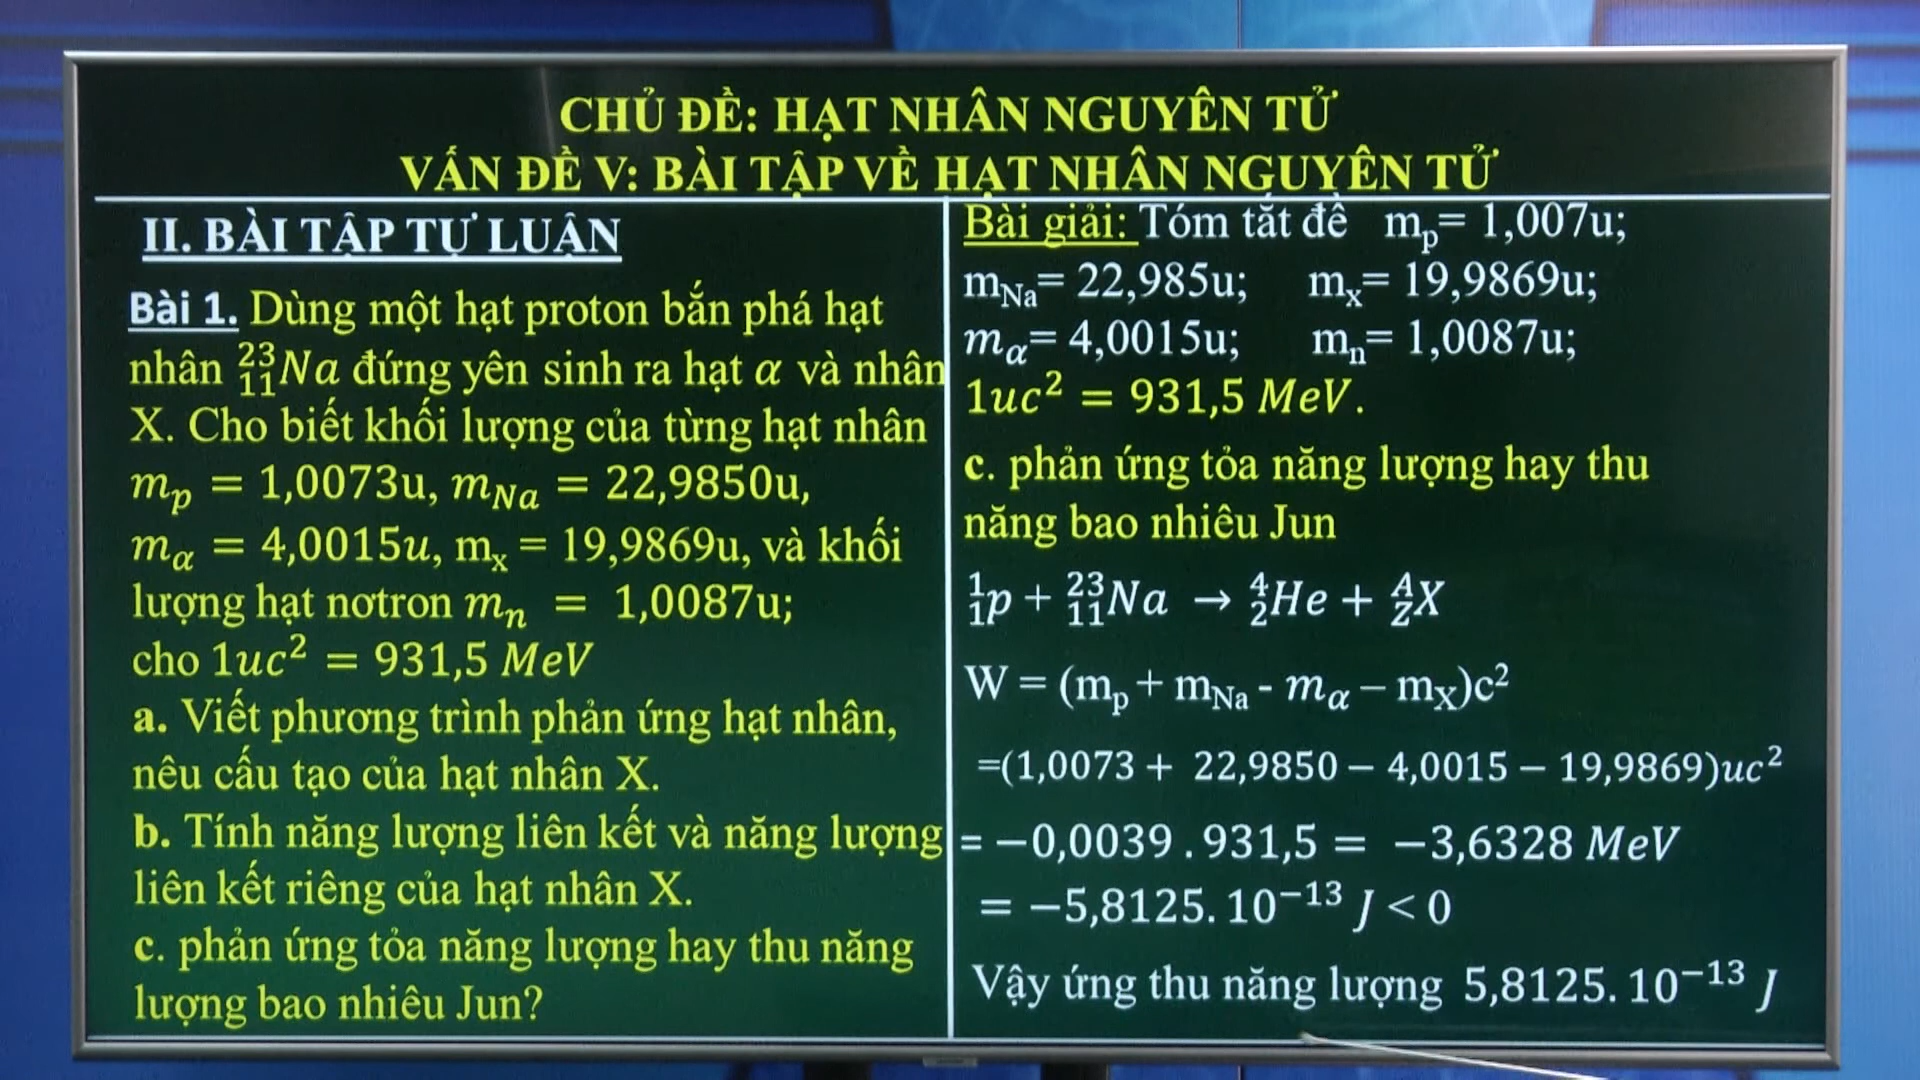 CHỦ ĐỀ: HẠT NHÂN NGUYÊN TỬ
VẤN ĐỀ V: BÀI TẬP VỀ HẠT NHÂN NGUYÊN TỬ
II. BÀI TẬP TỰ LUẬN
Bài 1. Dùng một hạt proton bắn phá hạt
nhân ²³₁₁Na đứng yên sinh ra hạt α và nhân
X. Cho biết khối lượng của từng hạt nhân
mₚ = 1,0073u, m_Na = 22,9850u,
m_α = 4,0015u, mₓ = 19,9869u, và khối
lượng hạt nơtron mₙ = 1,0087u;
cho 1uc² = 931,5 MeV
a. Viết phương trình phản ứng hạt nhân,
nêu cấu tạo của hạt nhân X.
b. Tính năng lượng liên kết và năng lượng
liên kết riêng của hạt nhân X.
c. phản ứng tỏa năng lượng hay thu năng
lượng bao nhiêu Jun?
Bài giải: Tóm tắt đề mₚ= 1,007u;
m_Na= 22,985u; mₓ= 19,9869u;
m_α= 4,0015u; mₙ= 1,0087u;
1uc² = 931,5 MeV.
c. phản ứng tỏa năng lượng hay thu
năng bao nhiêu Jun
¹₁p + ²³₁₁Na → ⁴₂He + ᴬ_Z X
W = (mₚ + m_Na - m_α – m_X)c²
=(1,0073 + 22,9850 − 4,0015 − 19,9869)uc²
= −0,0039 . 931,5 = −3,6328 MeV
= −5,8125. 10⁻¹³ J < 0
Vậy ứng thu năng lượng 5,8125. 10⁻¹³ J